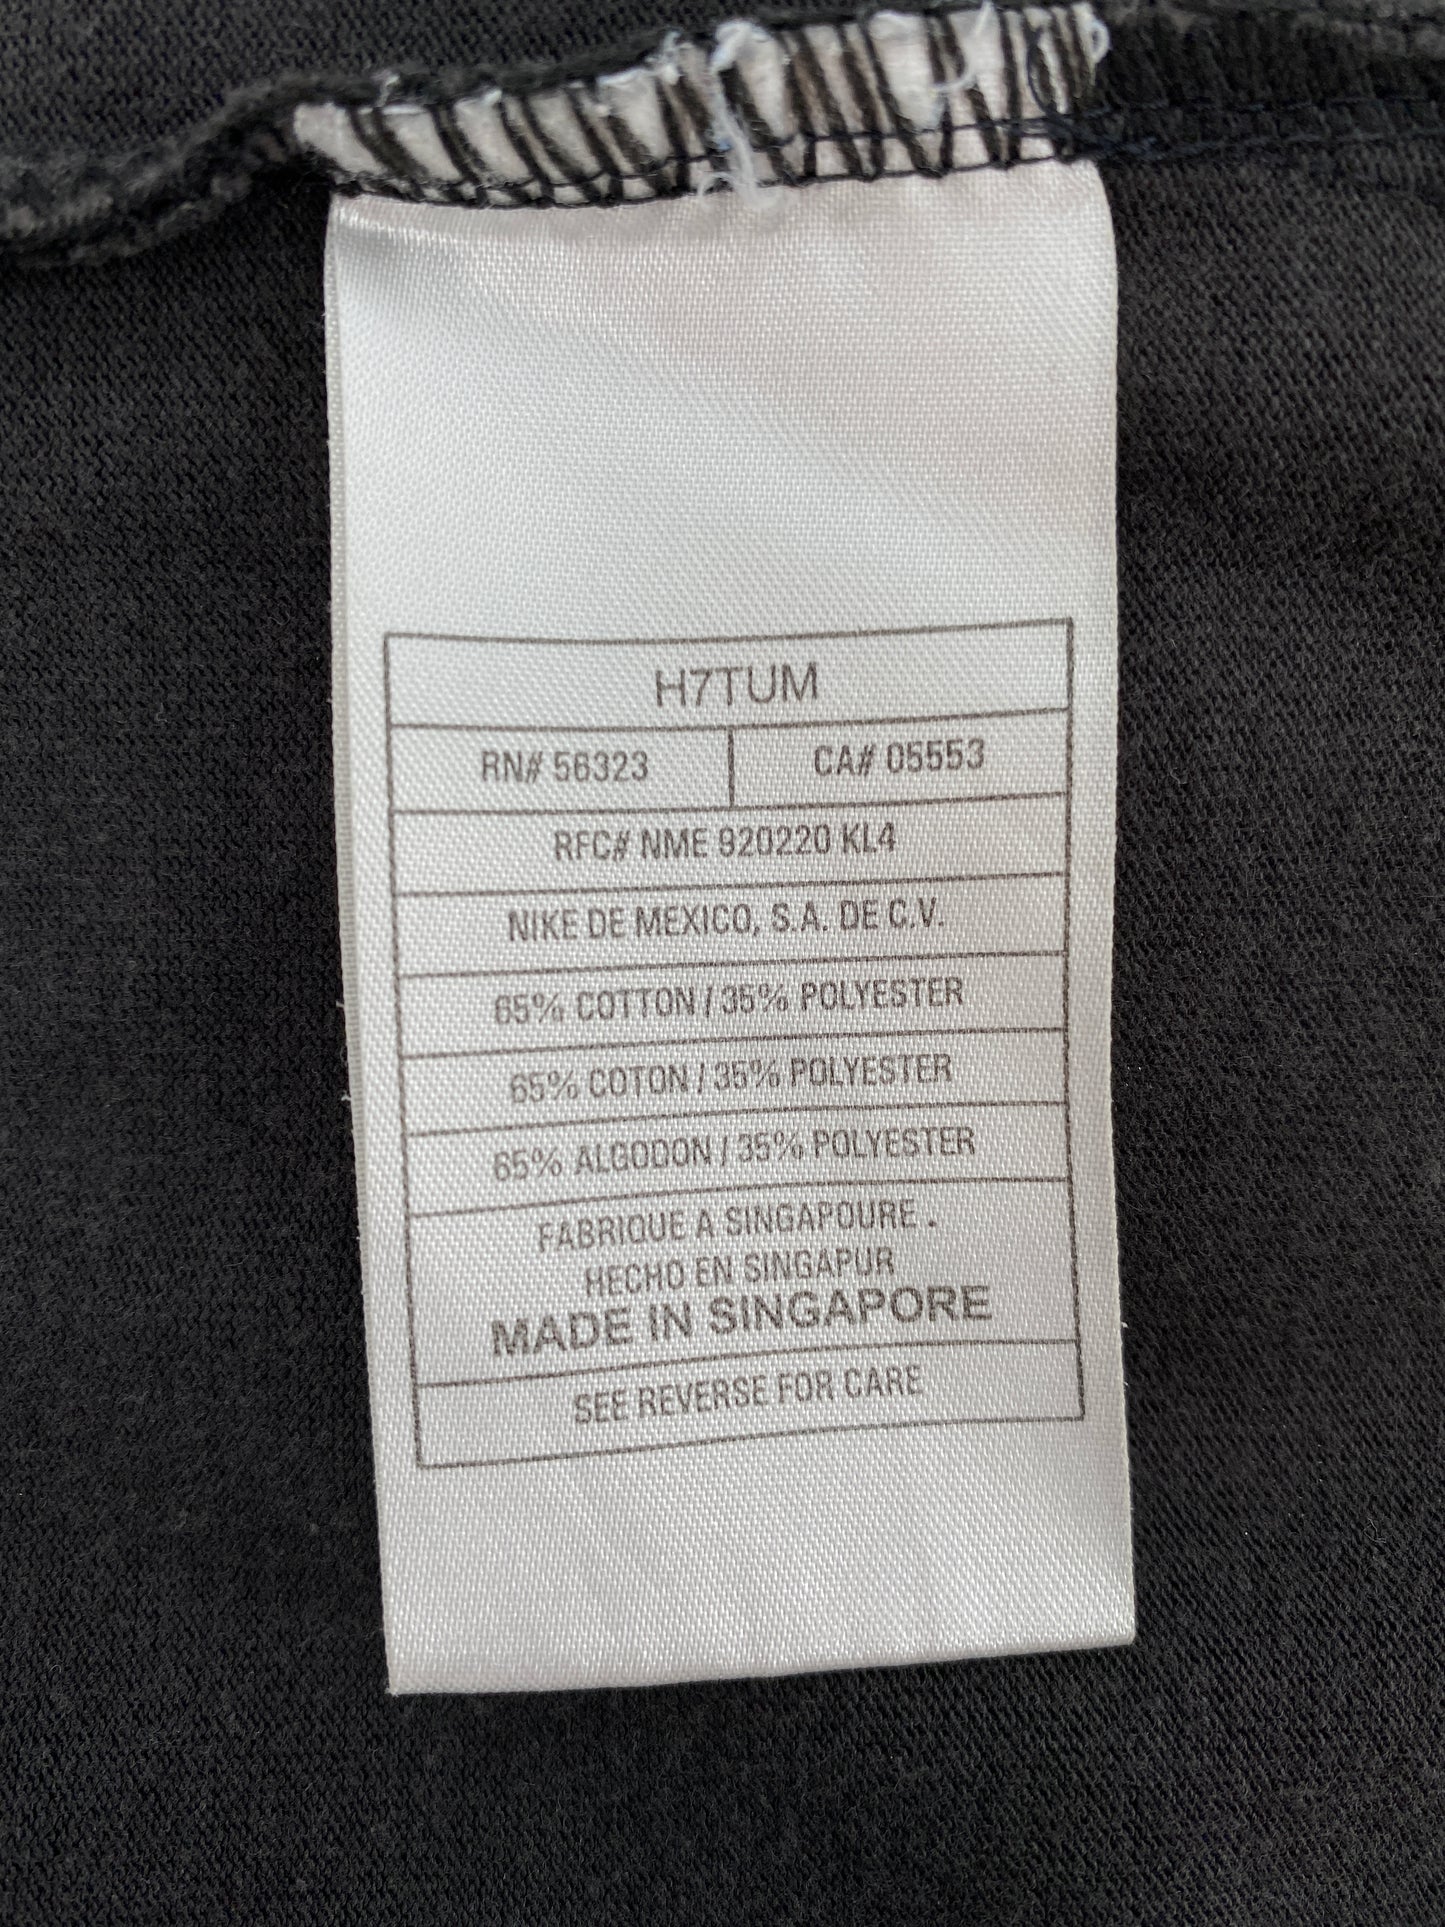 H7TUM
RN# 56323 CA# 05553
RFC# NME 920220 KL4
NIKE DE MEXICO, S.A. DE C.V.
65% COTTON / 35% POLYESTER
65% COTON / 35% POLYESTER
65% ALGODON / 35% POLYESTER
FABRIQUE A SINGAPOURE .
HECHO EN SINGAPUR
MADE IN SINGAPORE
SEE REVERSE FOR CARE